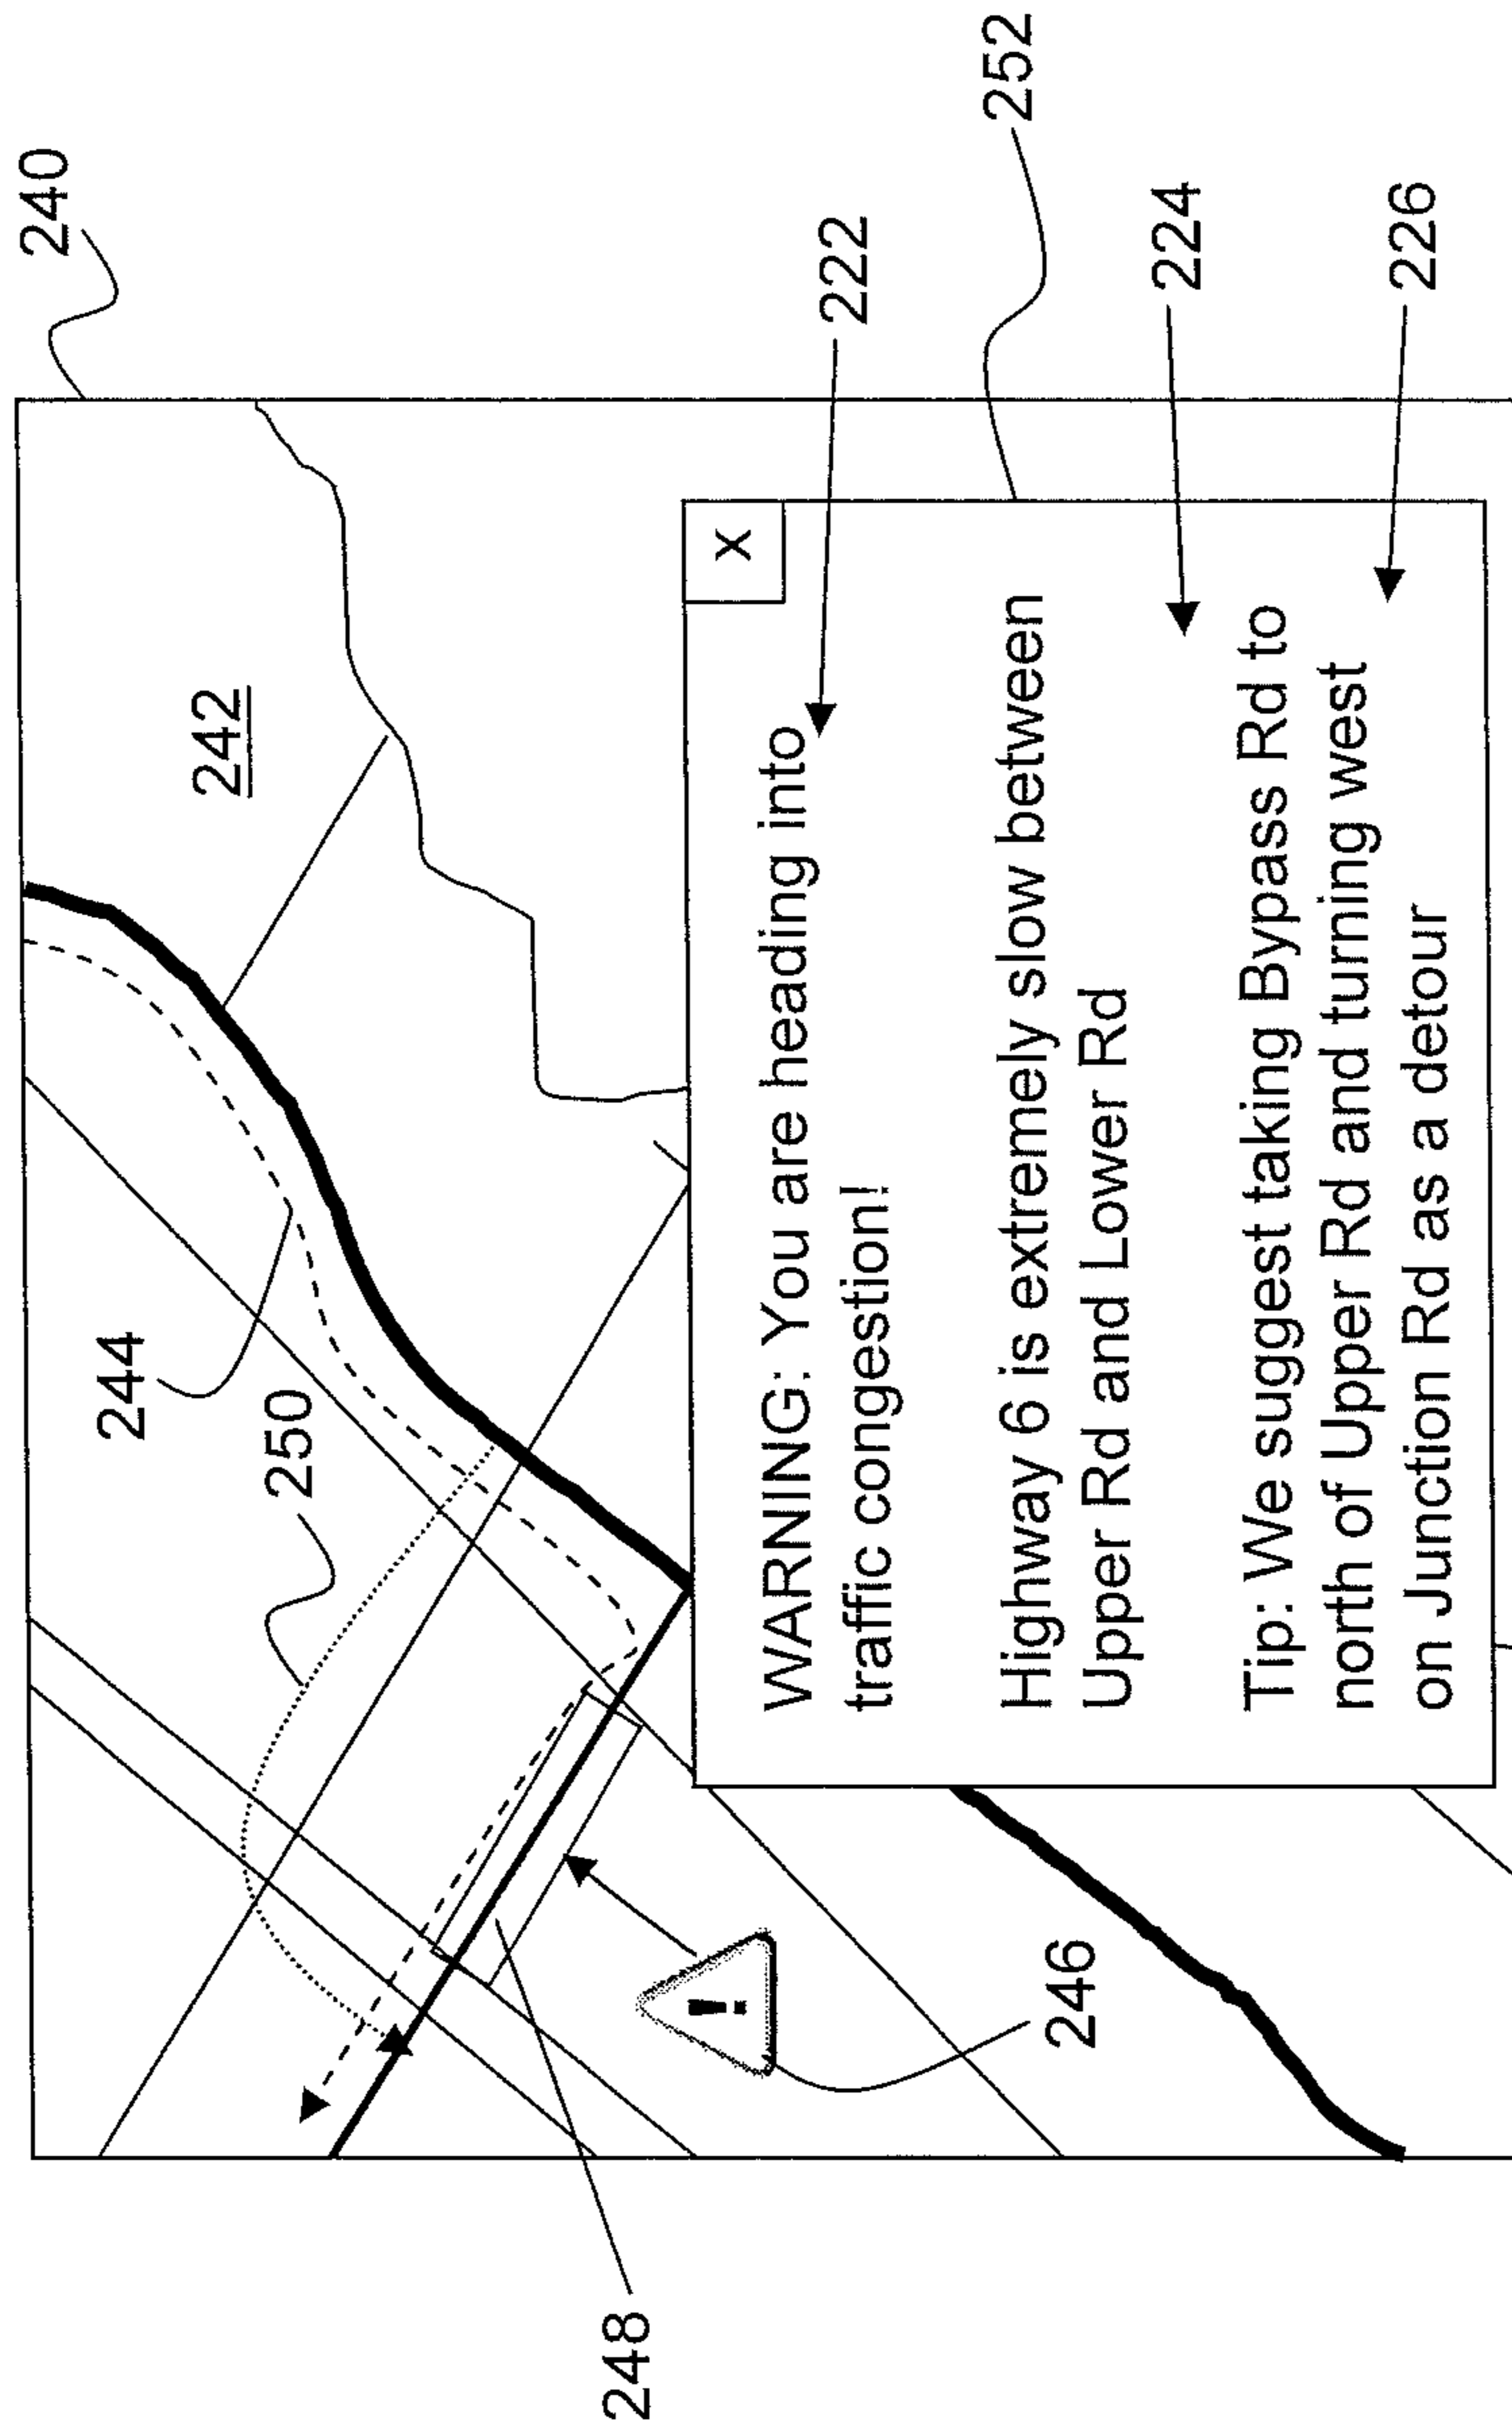 240
242
244
250
x
252
WARNING: You are heading into
traffic congestion!
222
Highway 6 is extremely slow between
Upper Rd and Lower Rd
224
Tip: We suggest taking Bypass Rd to
north of Upper Rd and turning west
on Junction Rd as a detour
226
!
246
248